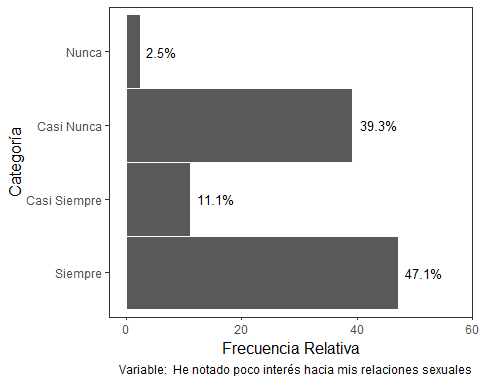 Nunca
2.5%
Casi Nunca
39.3%
Casi Siempre
11.1%
Siempre
47.1%
Categoría
0 20 40 60
Frecuencia Relativa
Variable: He notado poco interés hacia mis relaciones sexuales